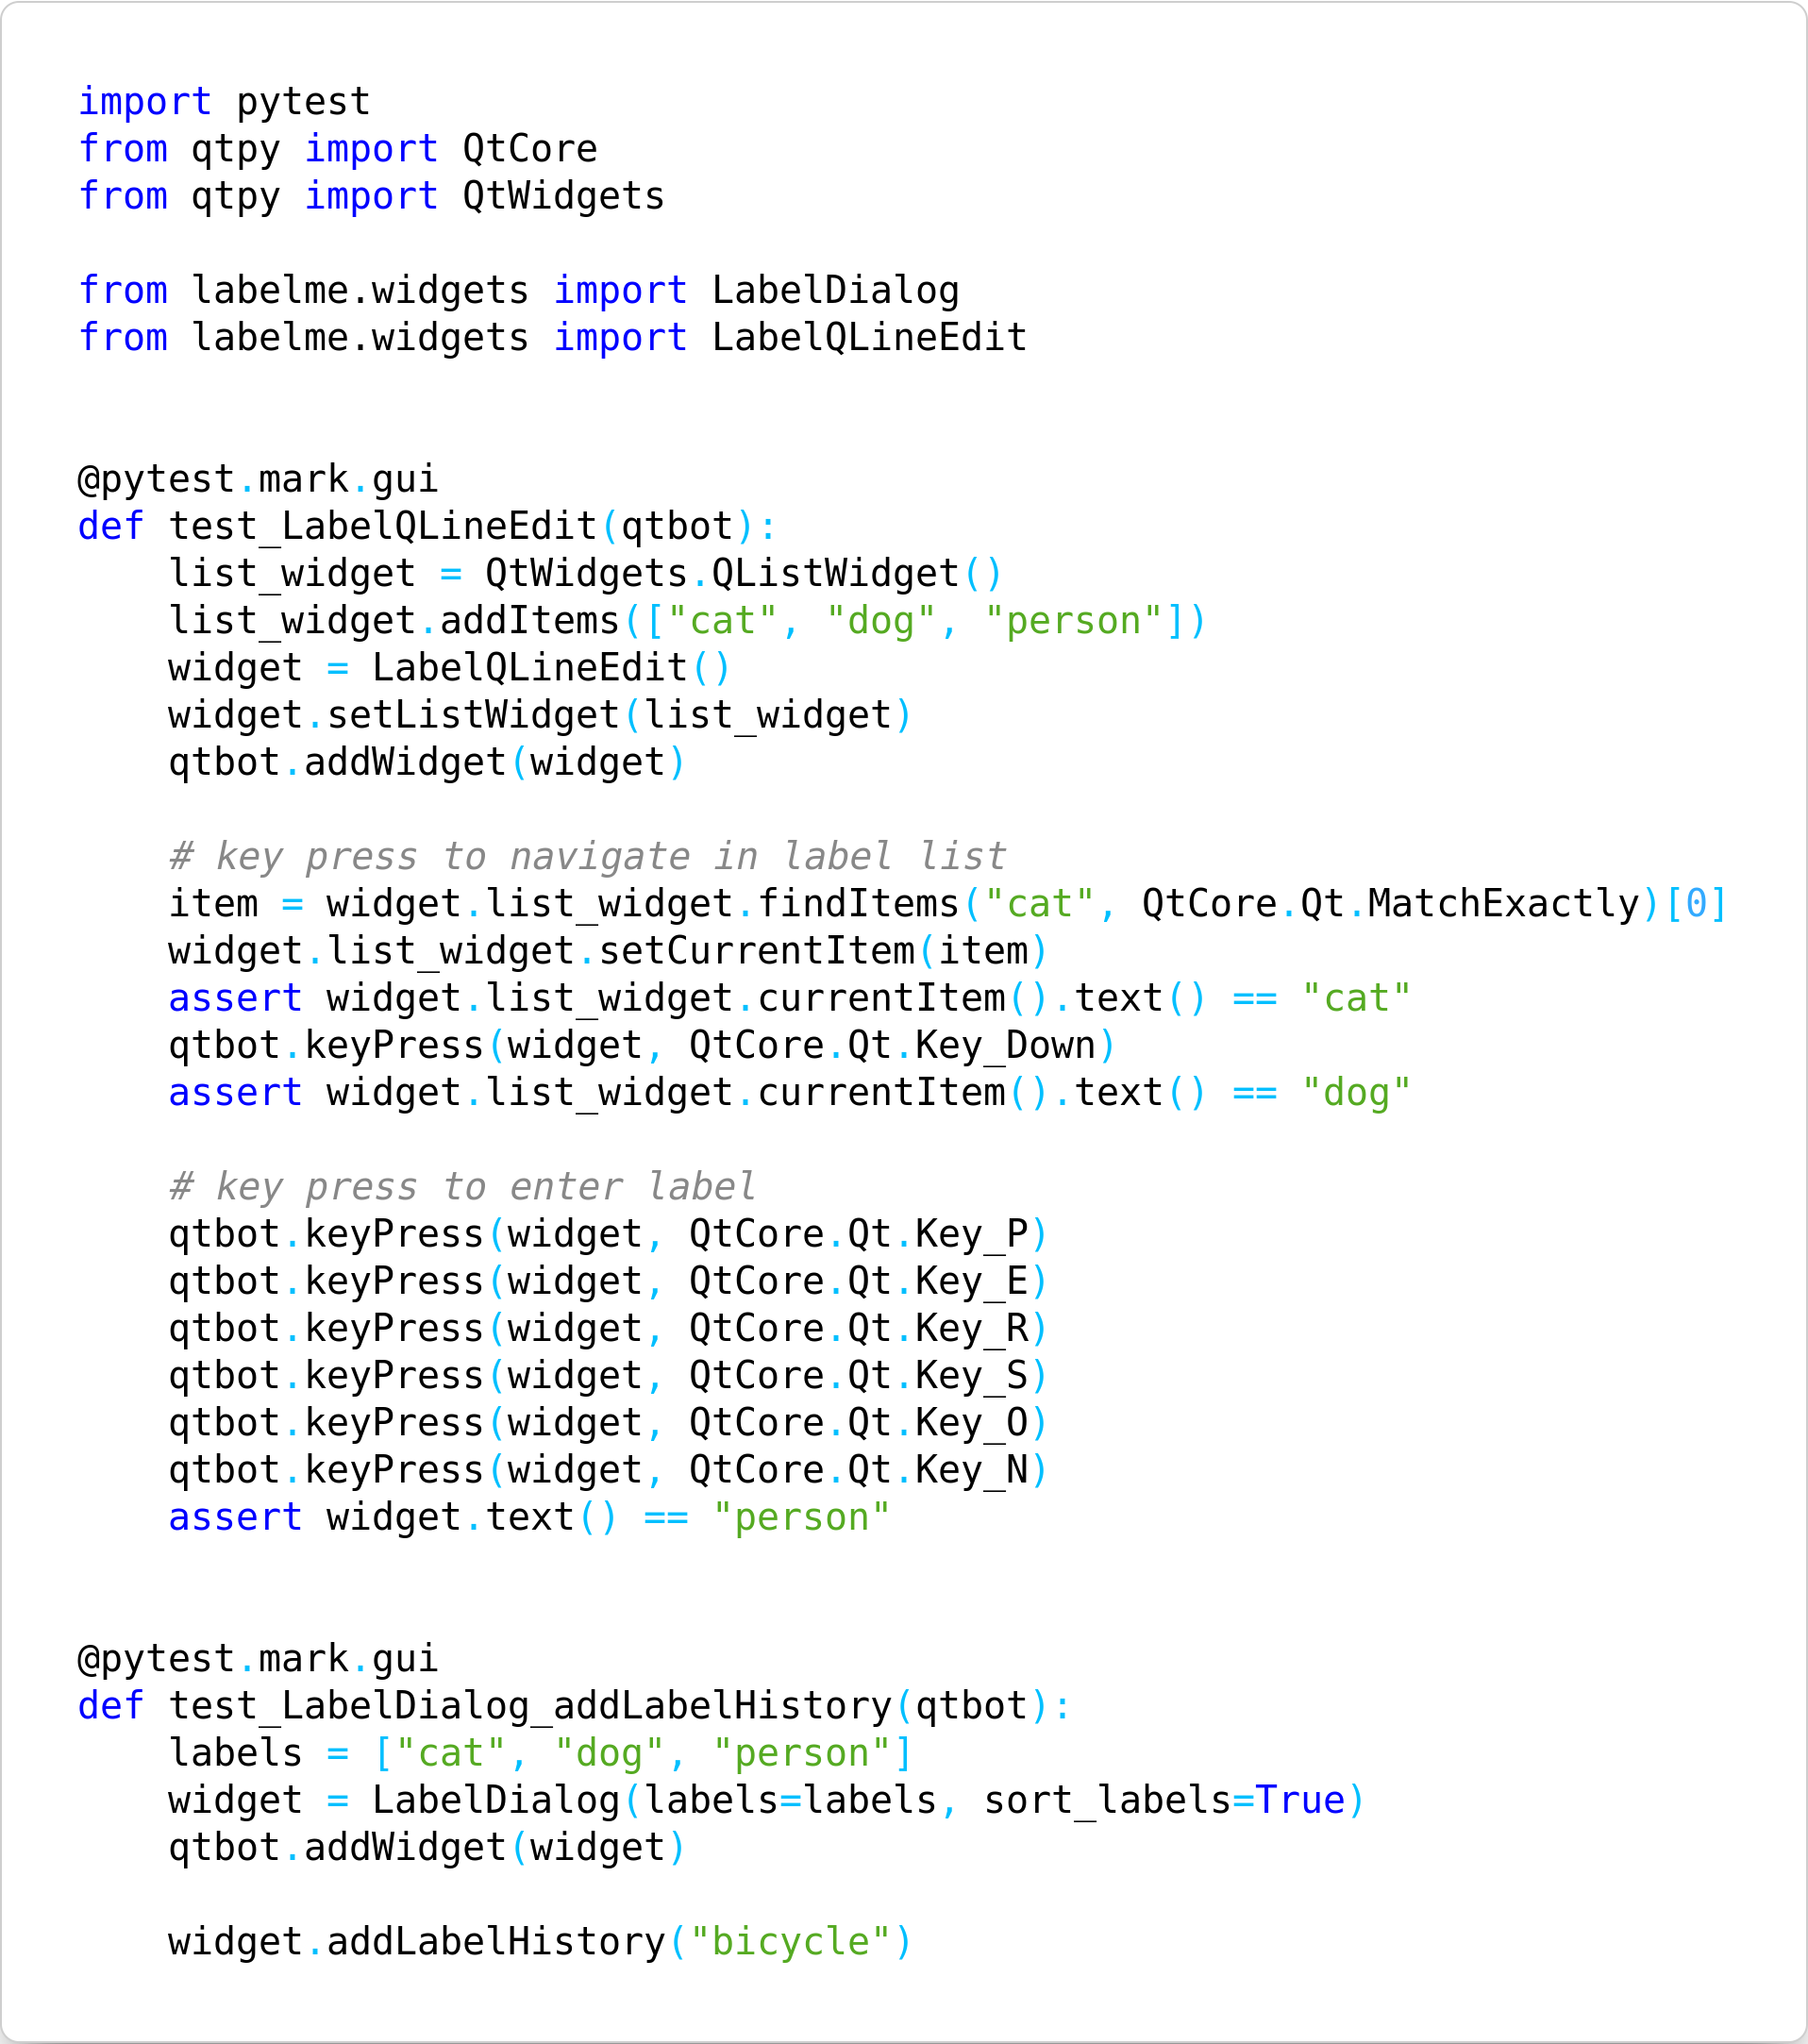 import pytest
from qtpy import QtCore
from qtpy import QtWidgets

from labelme.widgets import LabelDialog
from labelme.widgets import LabelQLineEdit


@pytest.mark.gui
def test_LabelQLineEdit(qtbot):
    list_widget = QtWidgets.QListWidget()
    list_widget.addItems(["cat", "dog", "person"])
    widget = LabelQLineEdit()
    widget.setListWidget(list_widget)
    qtbot.addWidget(widget)

    # key press to navigate in label list
    item = widget.list_widget.findItems("cat", QtCore.Qt.MatchExactly)[0]
    widget.list_widget.setCurrentItem(item)
    assert widget.list_widget.currentItem().text() == "cat"
    qtbot.keyPress(widget, QtCore.Qt.Key_Down)
    assert widget.list_widget.currentItem().text() == "dog"

    # key press to enter label
    qtbot.keyPress(widget, QtCore.Qt.Key_P)
    qtbot.keyPress(widget, QtCore.Qt.Key_E)
    qtbot.keyPress(widget, QtCore.Qt.Key_R)
    qtbot.keyPress(widget, QtCore.Qt.Key_S)
    qtbot.keyPress(widget, QtCore.Qt.Key_O)
    qtbot.keyPress(widget, QtCore.Qt.Key_N)
    assert widget.text() == "person"


@pytest.mark.gui
def test_LabelDialog_addLabelHistory(qtbot):
    labels = ["cat", "dog", "person"]
    widget = LabelDialog(labels=labels, sort_labels=True)
    qtbot.addWidget(widget)

    widget.addLabelHistory("bicycle")